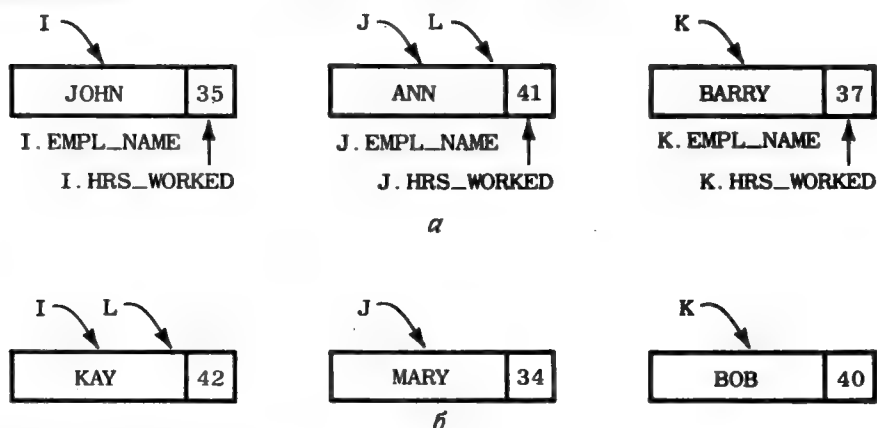 I J L K
JOHN 35 ANN 41 BARRY 37
I.EMPL_NAME J.EMPL_NAME K.EMPL_NAME
I.HRS_WORKED J.HRS_WORKED K.HRS_WORKED
а
I L J K
KAY 42 MARY 34 BOB 40
б